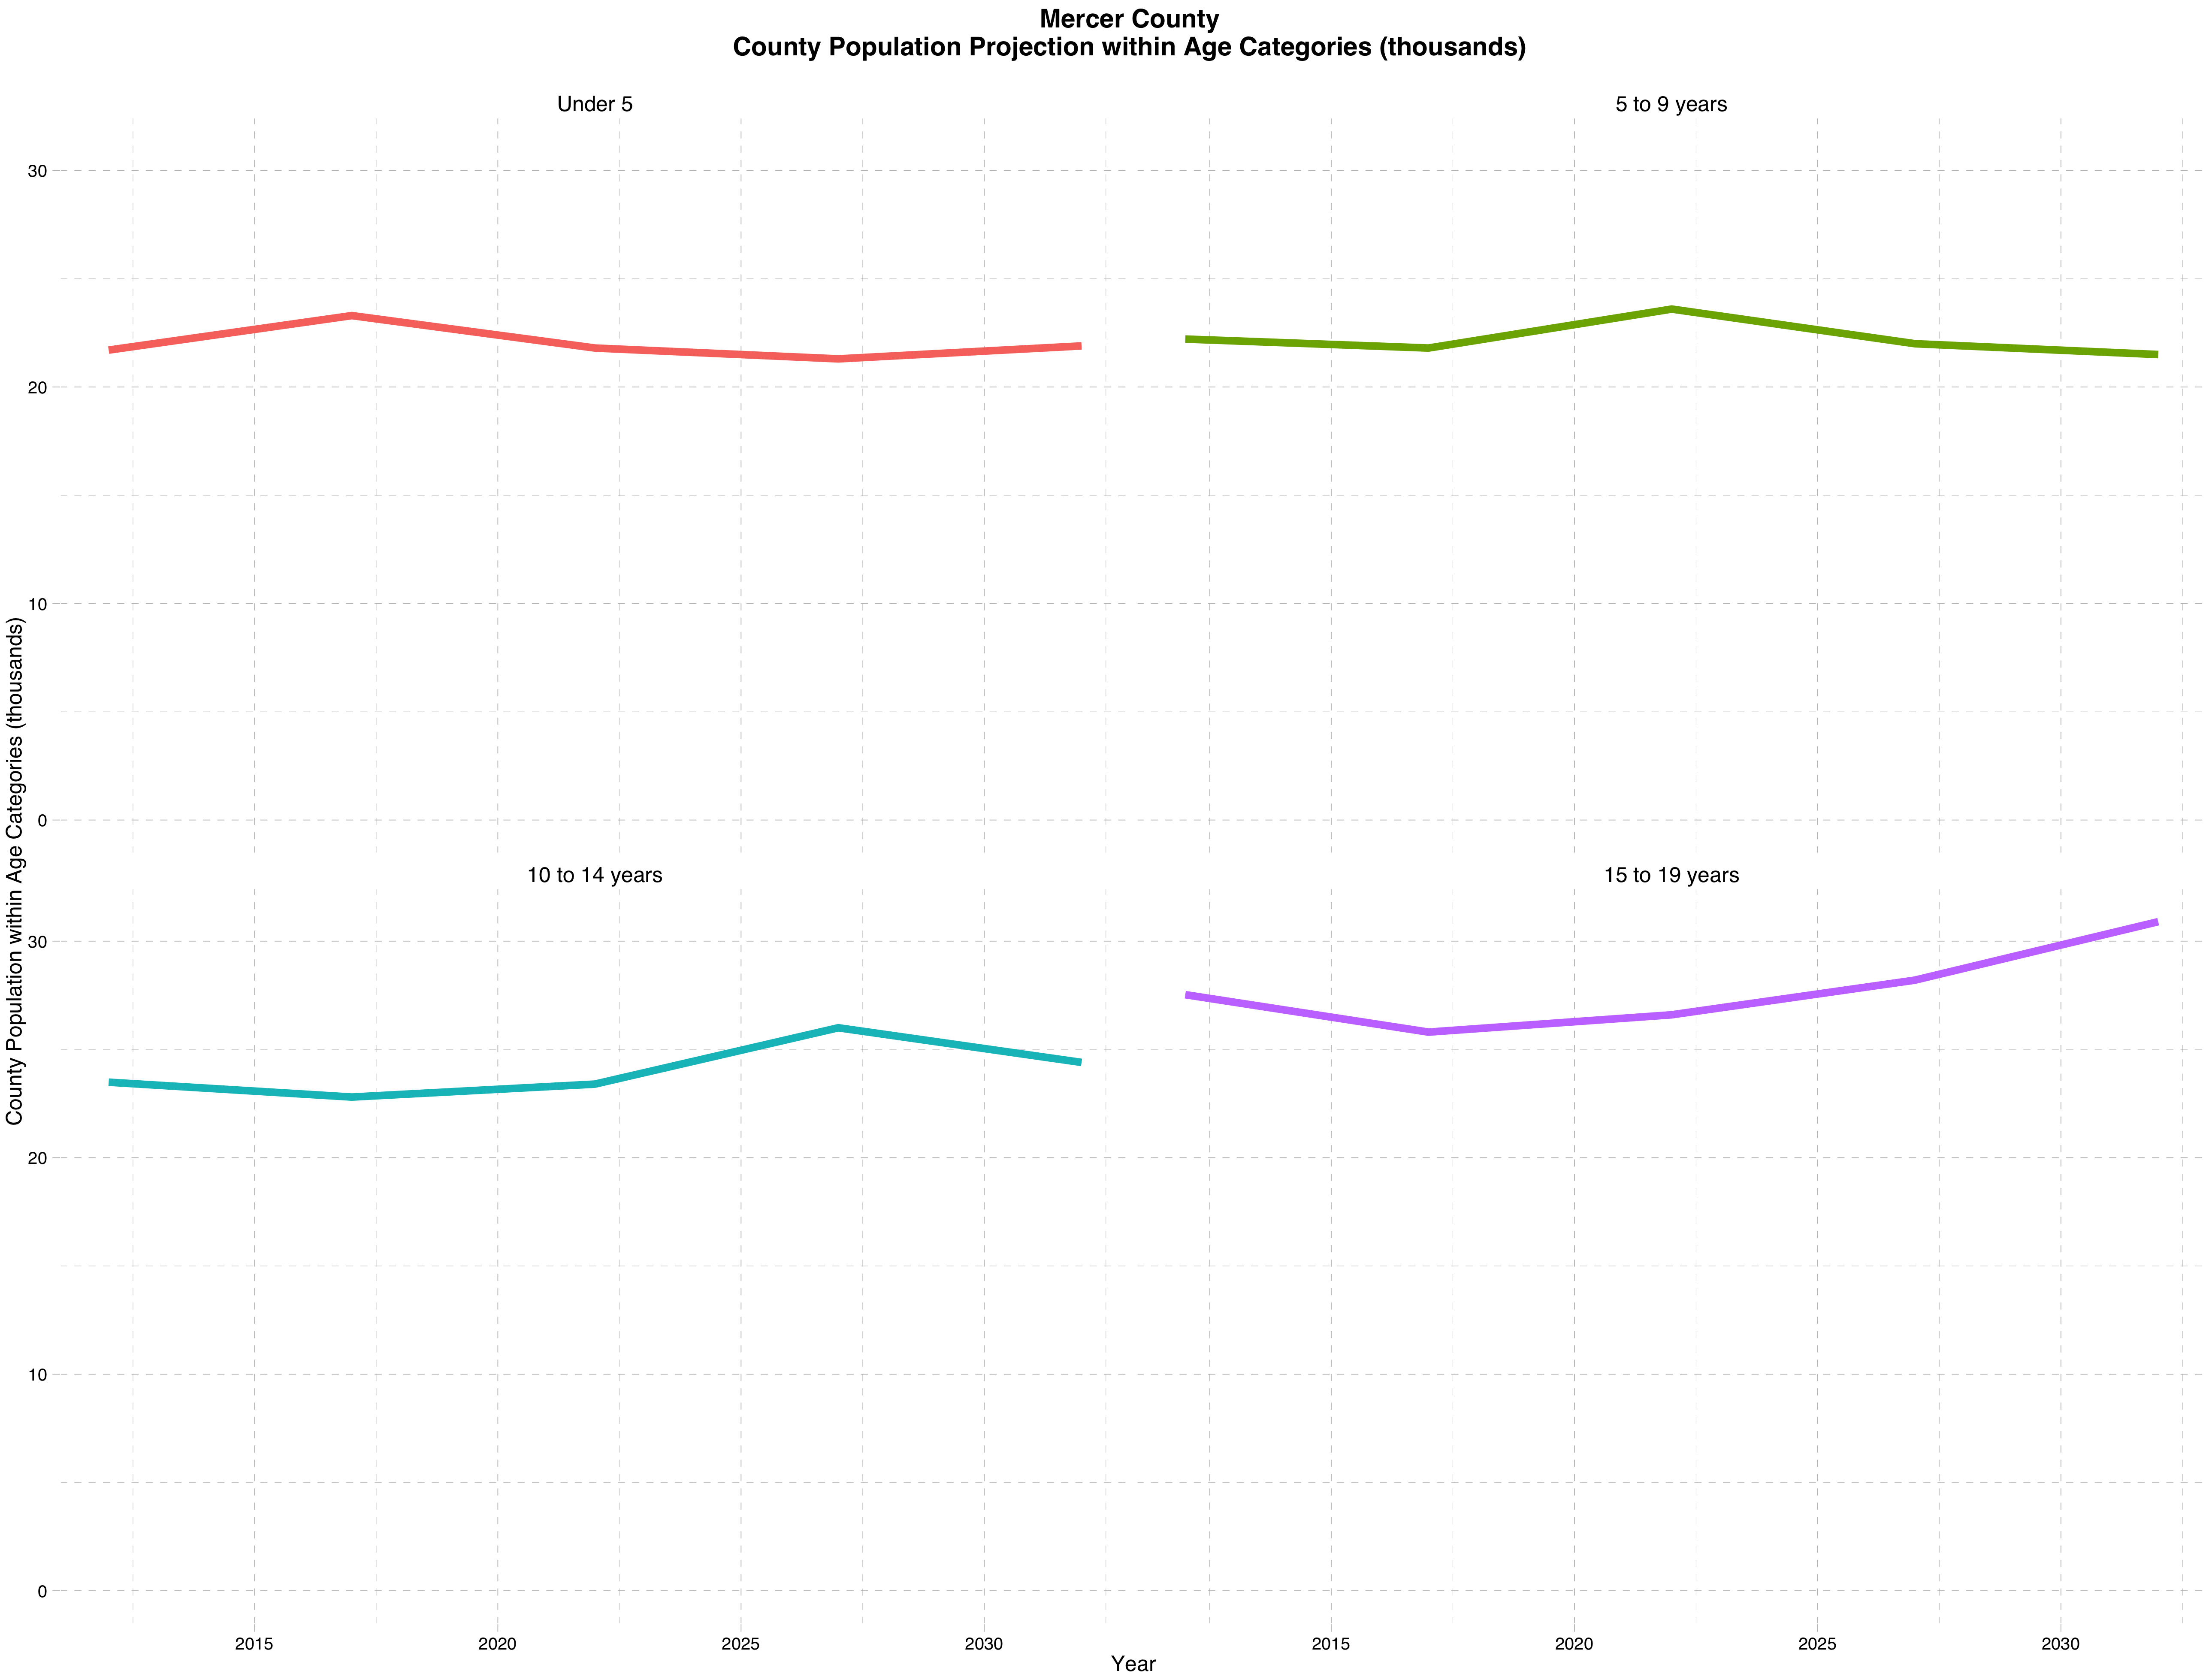 Mercer County
County Population Projection within Age Categories (thousands)
Under 5
5 to 9 years
30
20
10
0
10 to 14 years
15 to 19 years
30
20
10
0
County Population within Age Categories (thousands)
2015
2020
2025
2030
2015
2020
2025
2030
Year